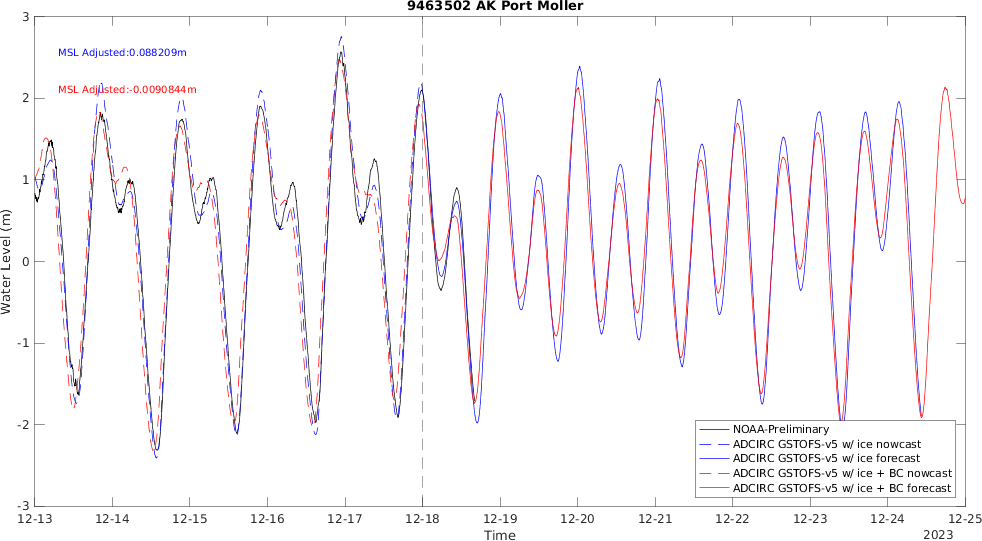 9463502 AK Port Moller
MSL Adjusted:0.088209m
MSL Adjusted:-0.0090844m
Water Level (m)
3
2
1
0
-1
-2
-3
NOAA-Preliminary
ADCIRC GSTOFS-v5 w/ ice nowcast
ADCIRC GSTOFS-v5 w/ ice forecast
ADCIRC GSTOFS-v5 w/ ice + BC nowcast
ADCIRC GSTOFS-v5 w/ ice + BC forecast
12-13 12-14 12-15 12-16 12-17 12-18 12-19 12-20 12-21 12-22 12-23 12-24 12-25
Time
2023